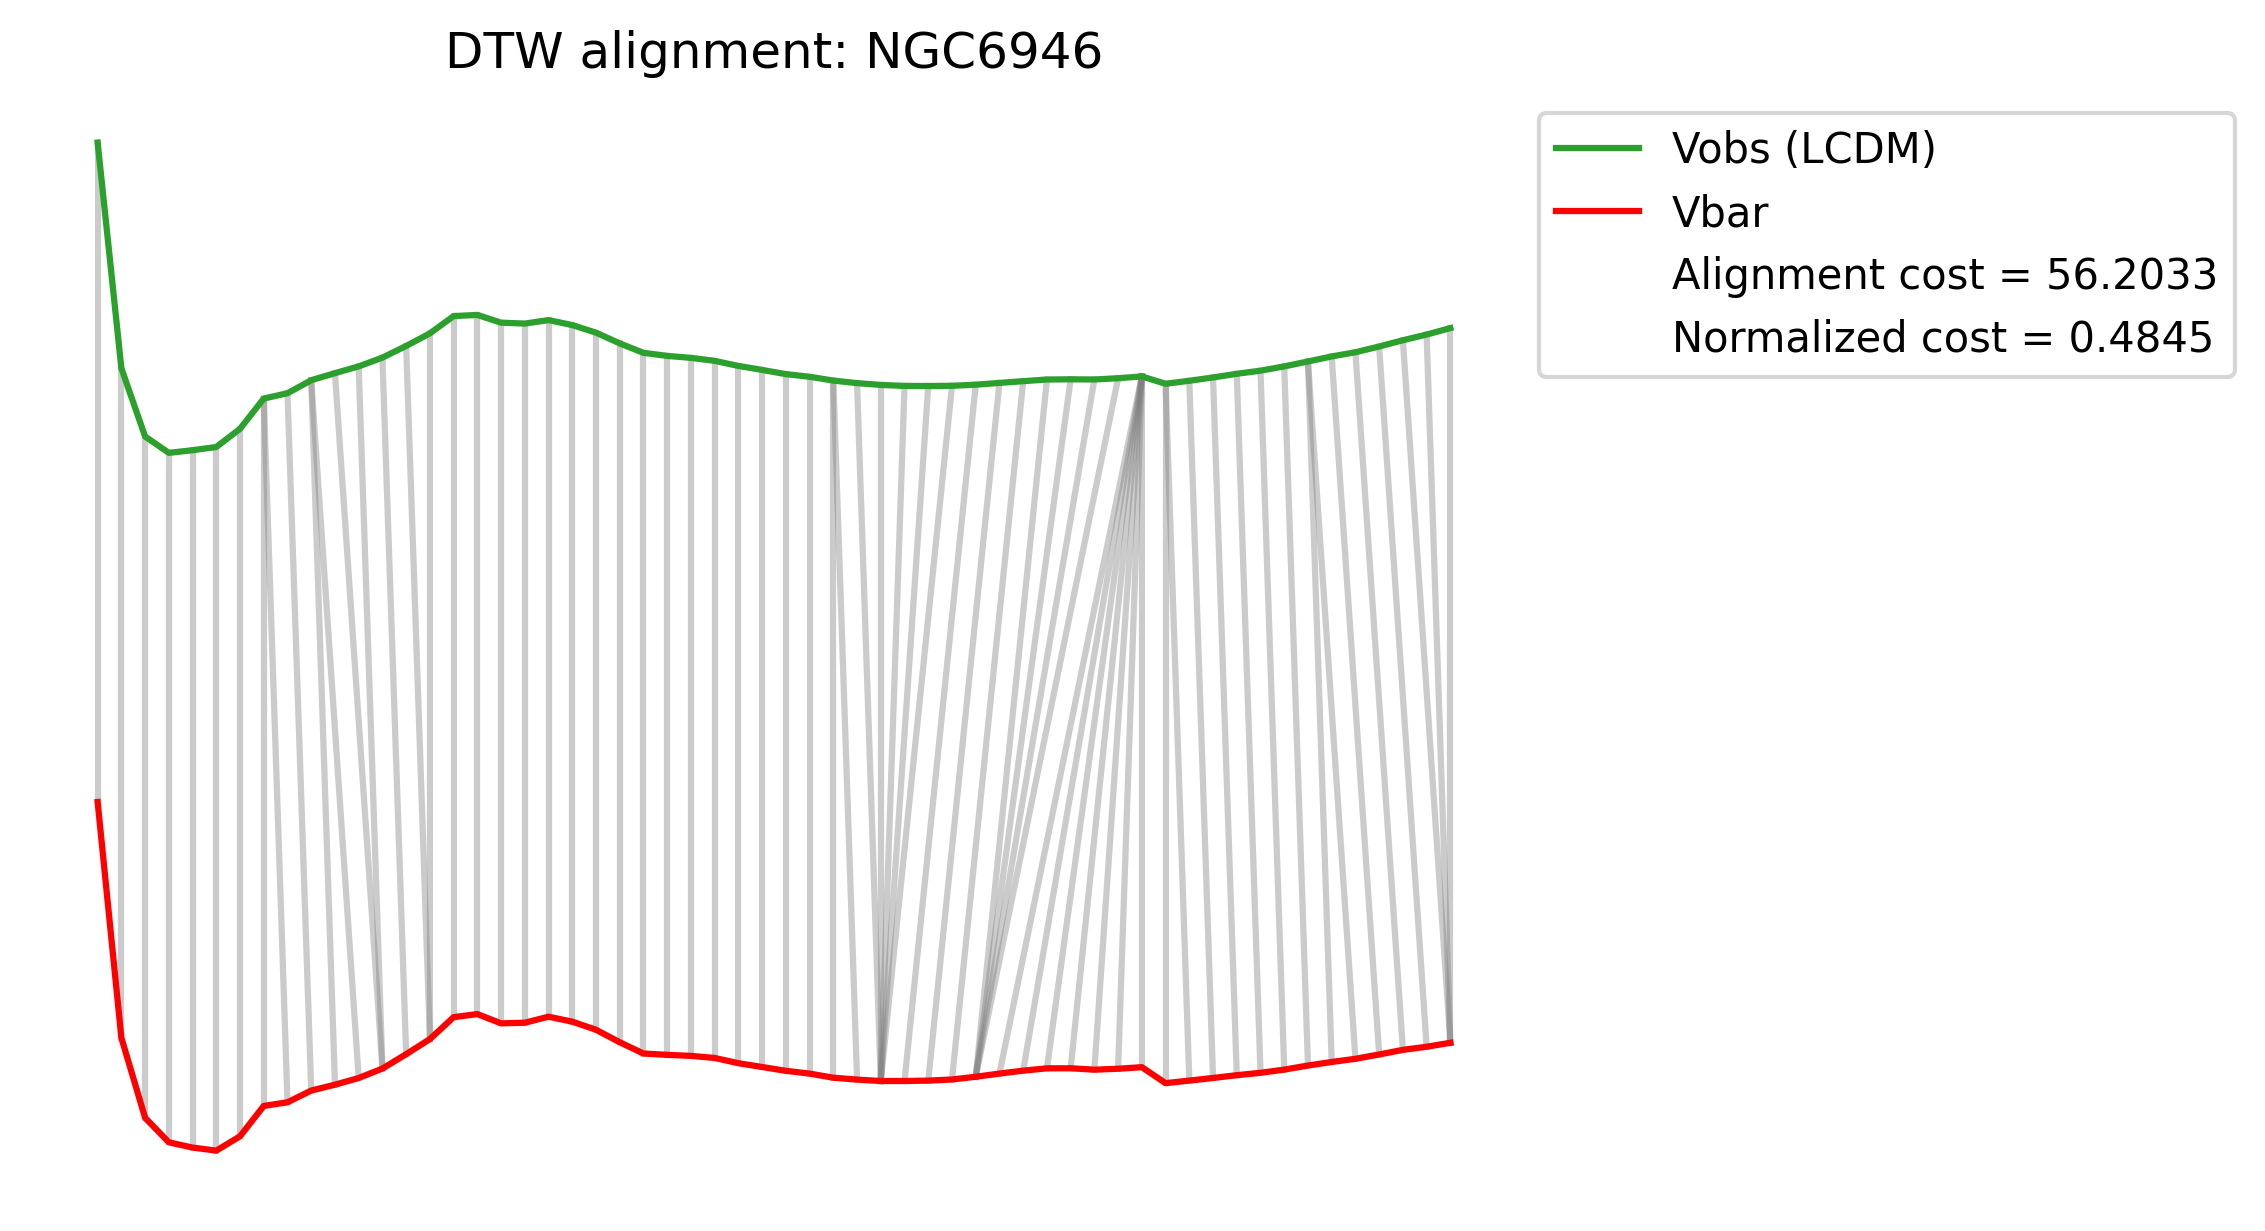 DTW alignment: NGC6946
Vobs (LCDM)
Vbar
Alignment cost = 56.2033
Normalized cost = 0.4845